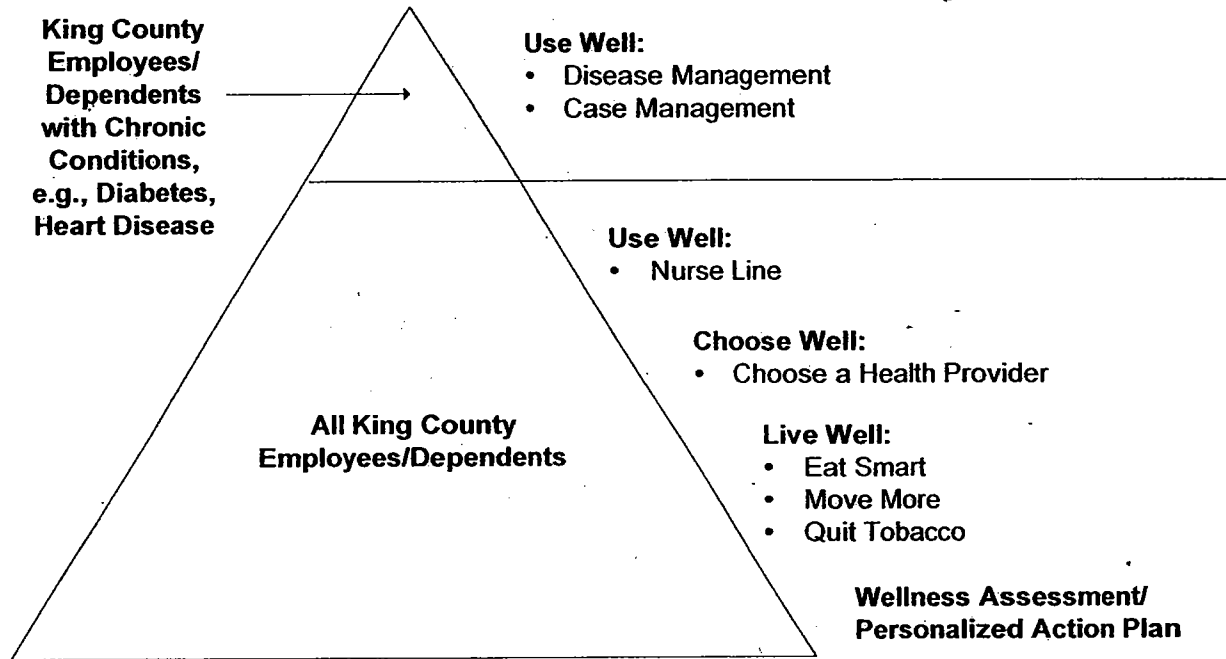 King County
Employees/
Dependents
with Chronic
Conditions,
e.g., Diabetes,
Heart Disease
Use Well:
• Disease Management
• Case Management
Use Well:
• Nurse Line
Choose Well:
• Choose a Health Provider
All King County
Employees/Dependents
Live Well:
• Eat Smart
• Move More
• Quit Tobacco
Wellness Assessment/
Personalized Action Plan